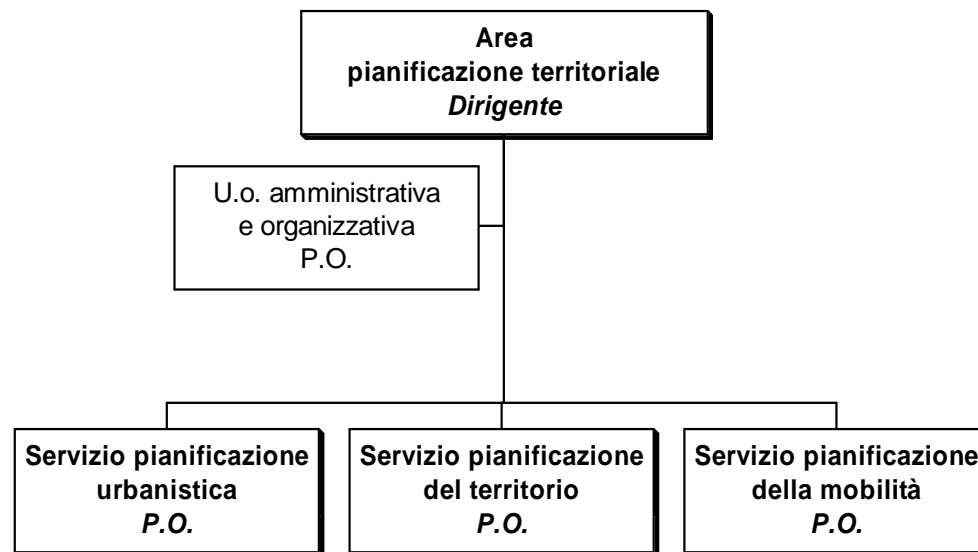 Area
pianificazione territoriale
Dirigente
U.o. amministrativa
e organizzativa
P.O.
Servizio pianificazione
urbanistica
P.O.
Servizio pianificazione
del territorio
P.O.
Servizio pianificazione
della mobilità
P.O.